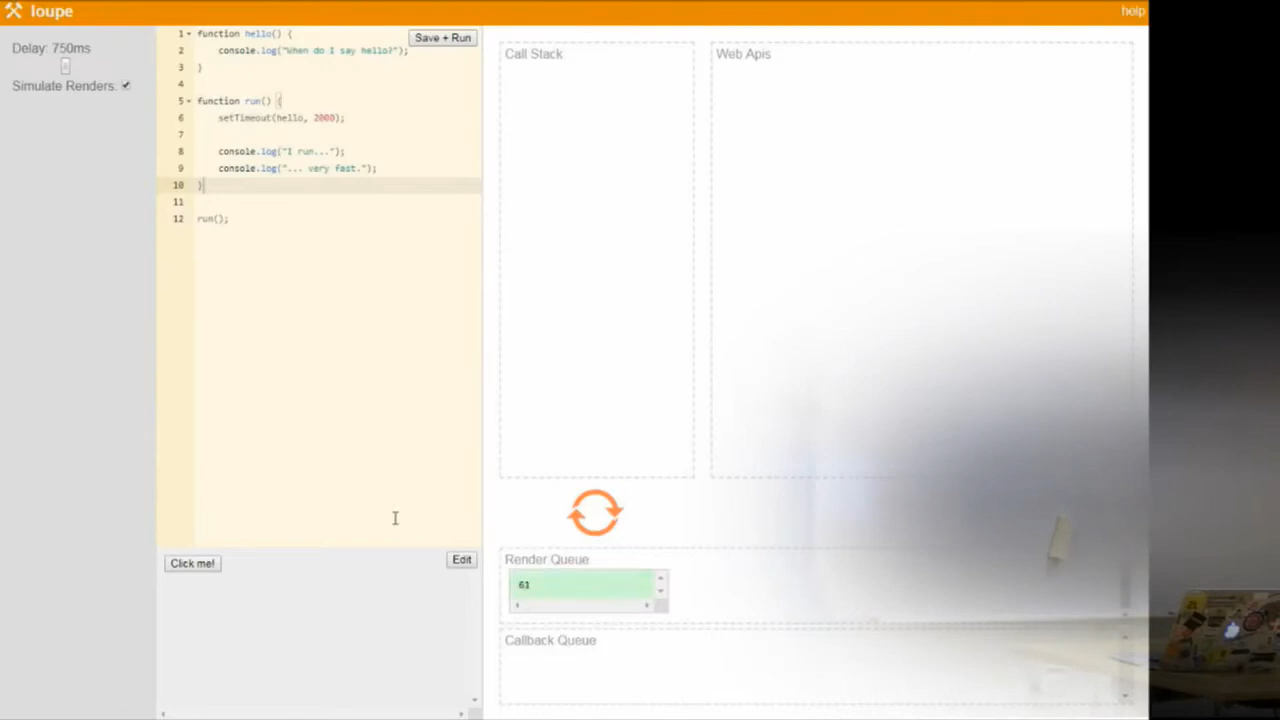 loupe
help
Delay: 750ms
Simulate Renders:
1 function hello() {
2 console.log("When do I say hello?");
3 }
4
5 function run() {
6 setTimeout(hello, 2000);
7
8 console.log("I run...");
9 console.log("... very fast.");
10 }
11
12 run();
Save + Run
Call Stack
Web Apis
Click me!
Edit
Render Queue
61
Callback Queue